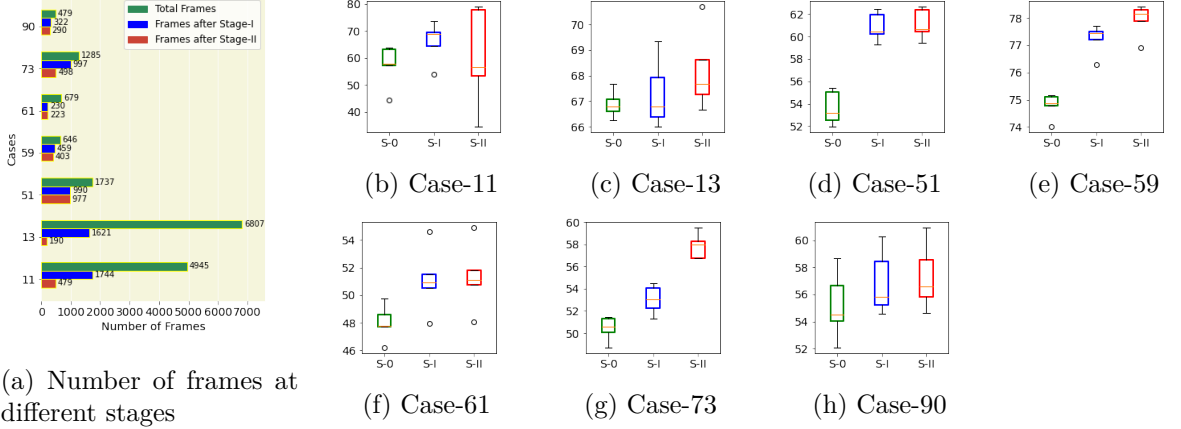 Total Frames
Frames after Stage-I
Frames after Stage-II
90
479
322
290
73
1285
997
498
61
679
230
223
59
646
459
403
51
1737
990
977
13
6807
1621
190
11
4945
1744
479
Cases
0 1000 2000 3000 4000 5000 6000 7000
Number of Frames
(a) Number of frames at
different stages
80
70
60
50
40
S-0 S-I S-II
(b) Case-11
70
69
68
67
66
S-0 S-I S-II
(c) Case-13
62
60
58
56
54
52
S-0 S-I S-II
(d) Case-51
78
77
76
75
74
S-0 S-I S-II
(e) Case-59
54
52
50
48
46
S-0 S-I S-II
(f) Case-61
60
58
56
54
52
50
S-0 S-I S-II
(g) Case-73
60
58
56
54
52
S-0 S-I S-II
(h) Case-90